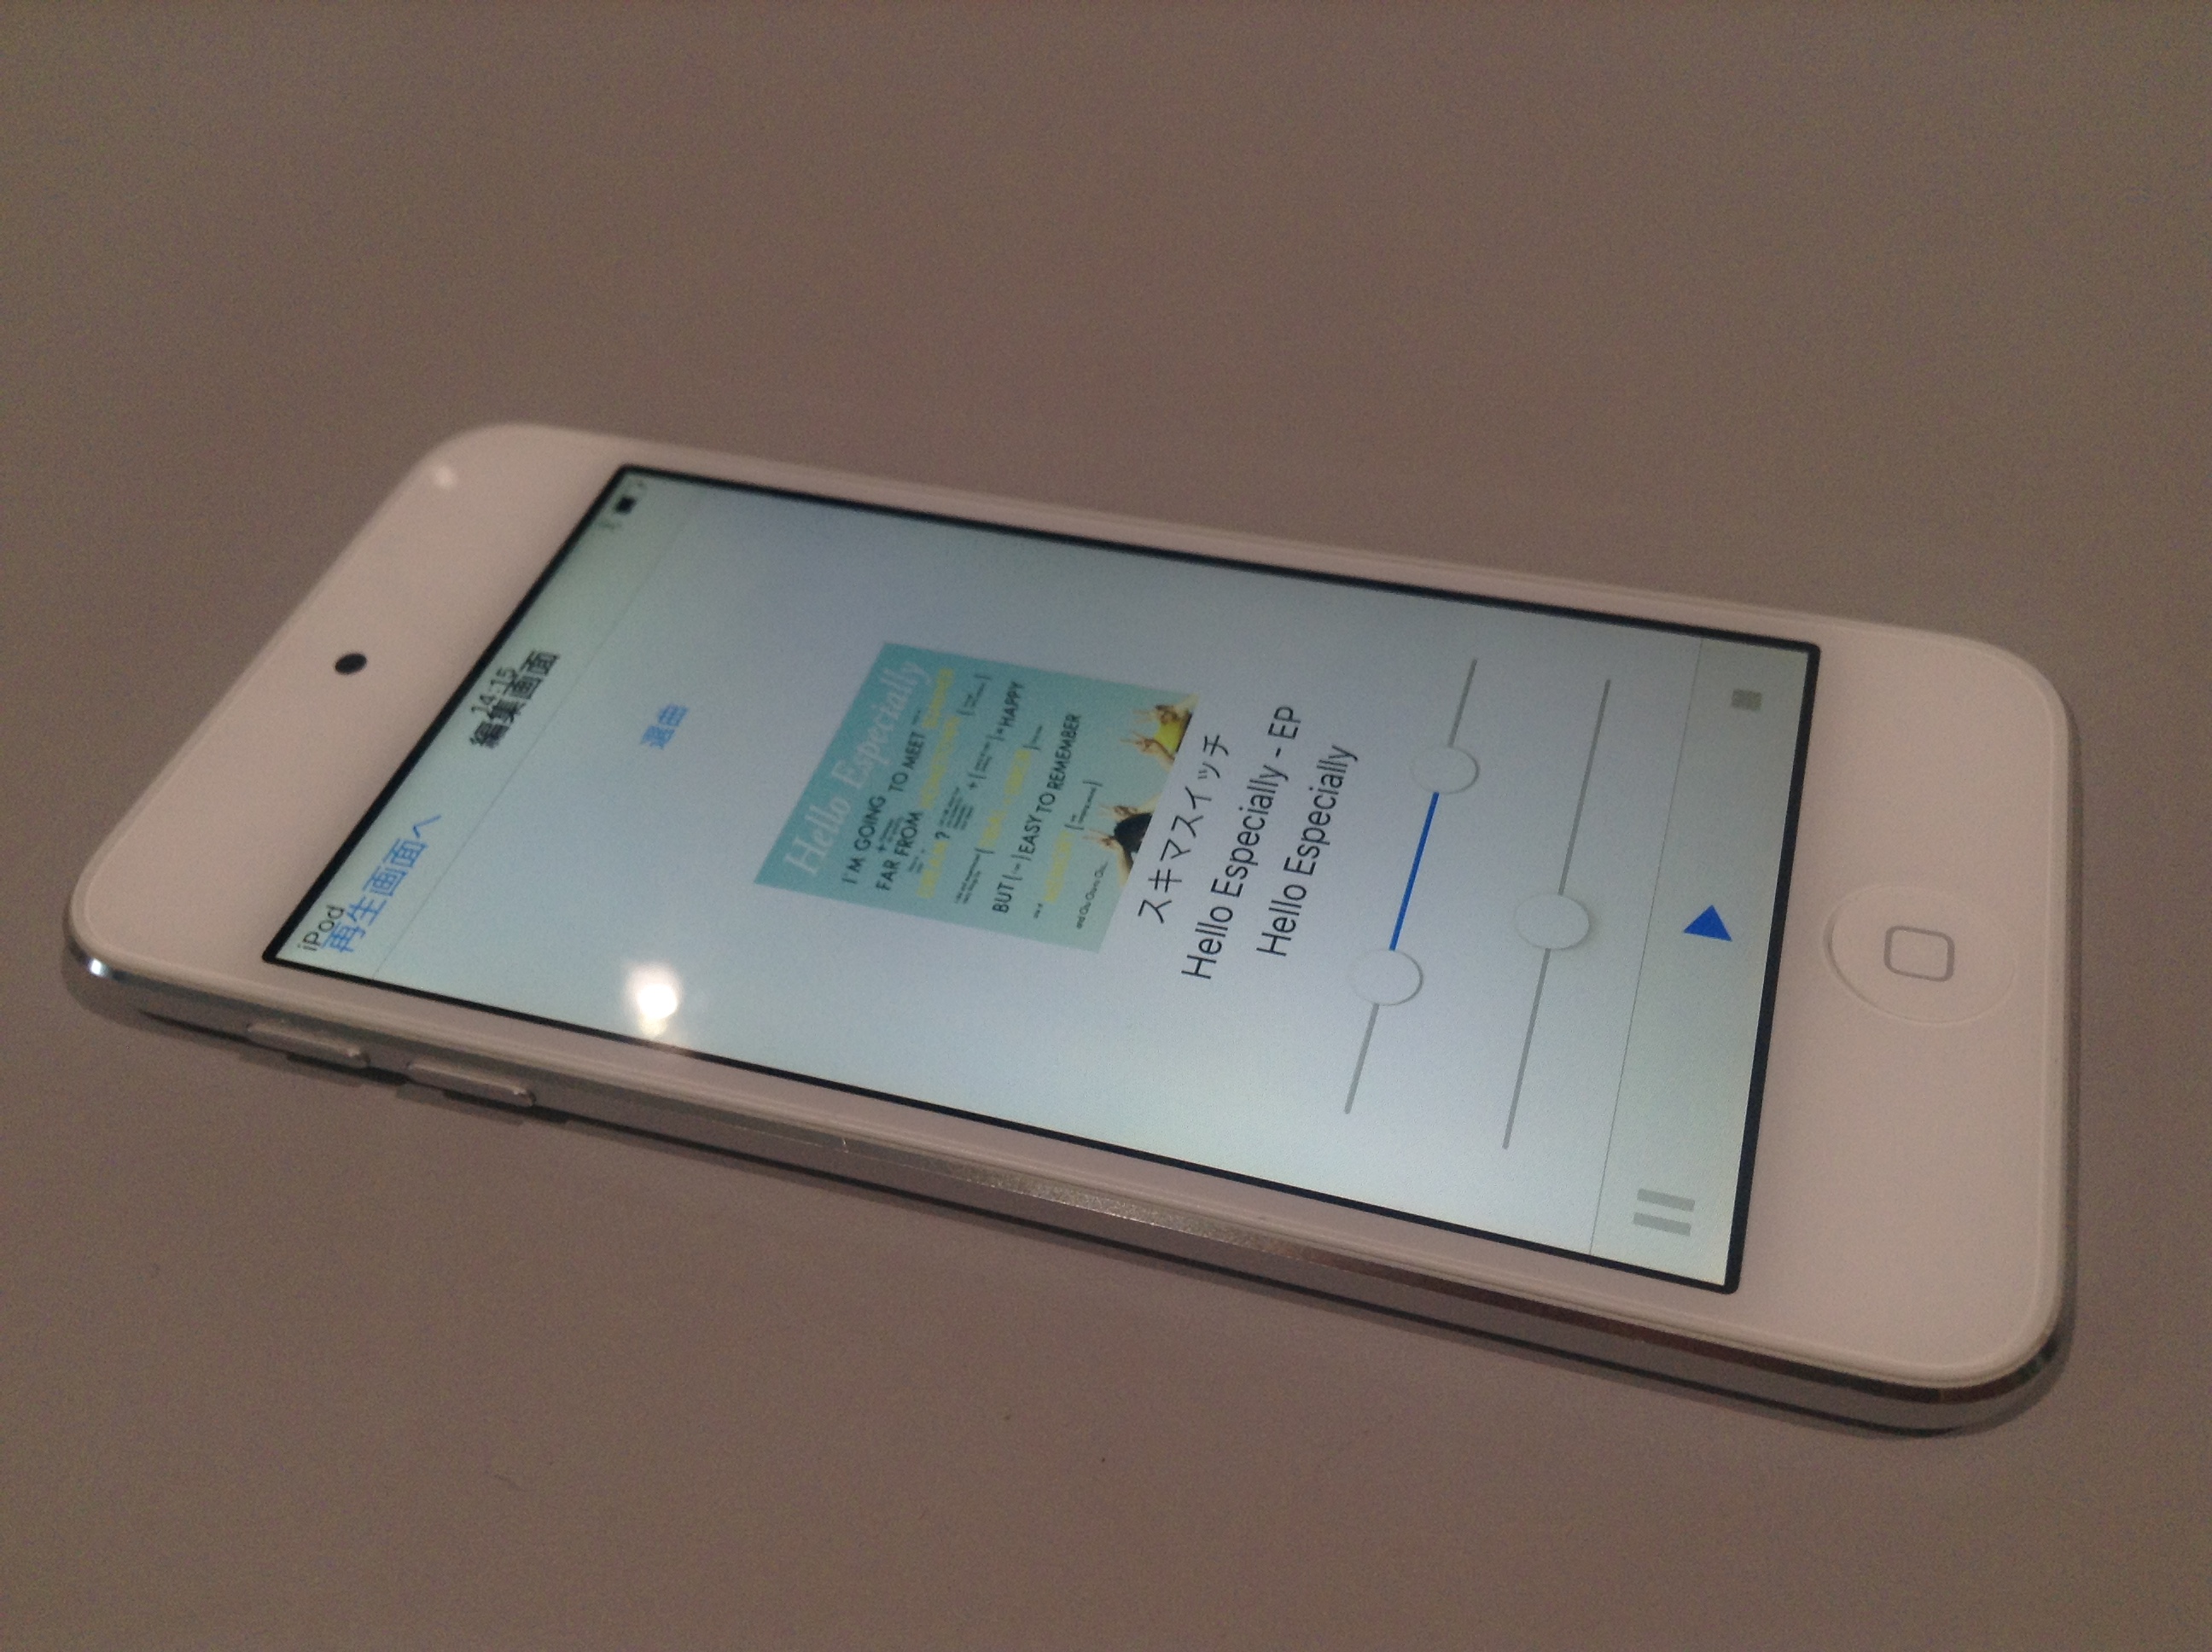 iPod
14:15
再生画面へ
編集画面
選曲
Hello Especially
I'M GOING
TO MEET
FAR FROM
?
+
HAPPY
BUT
EASY TO REMEMBER
スキマスイッチ
Hello Especially - EP
Hello Especially